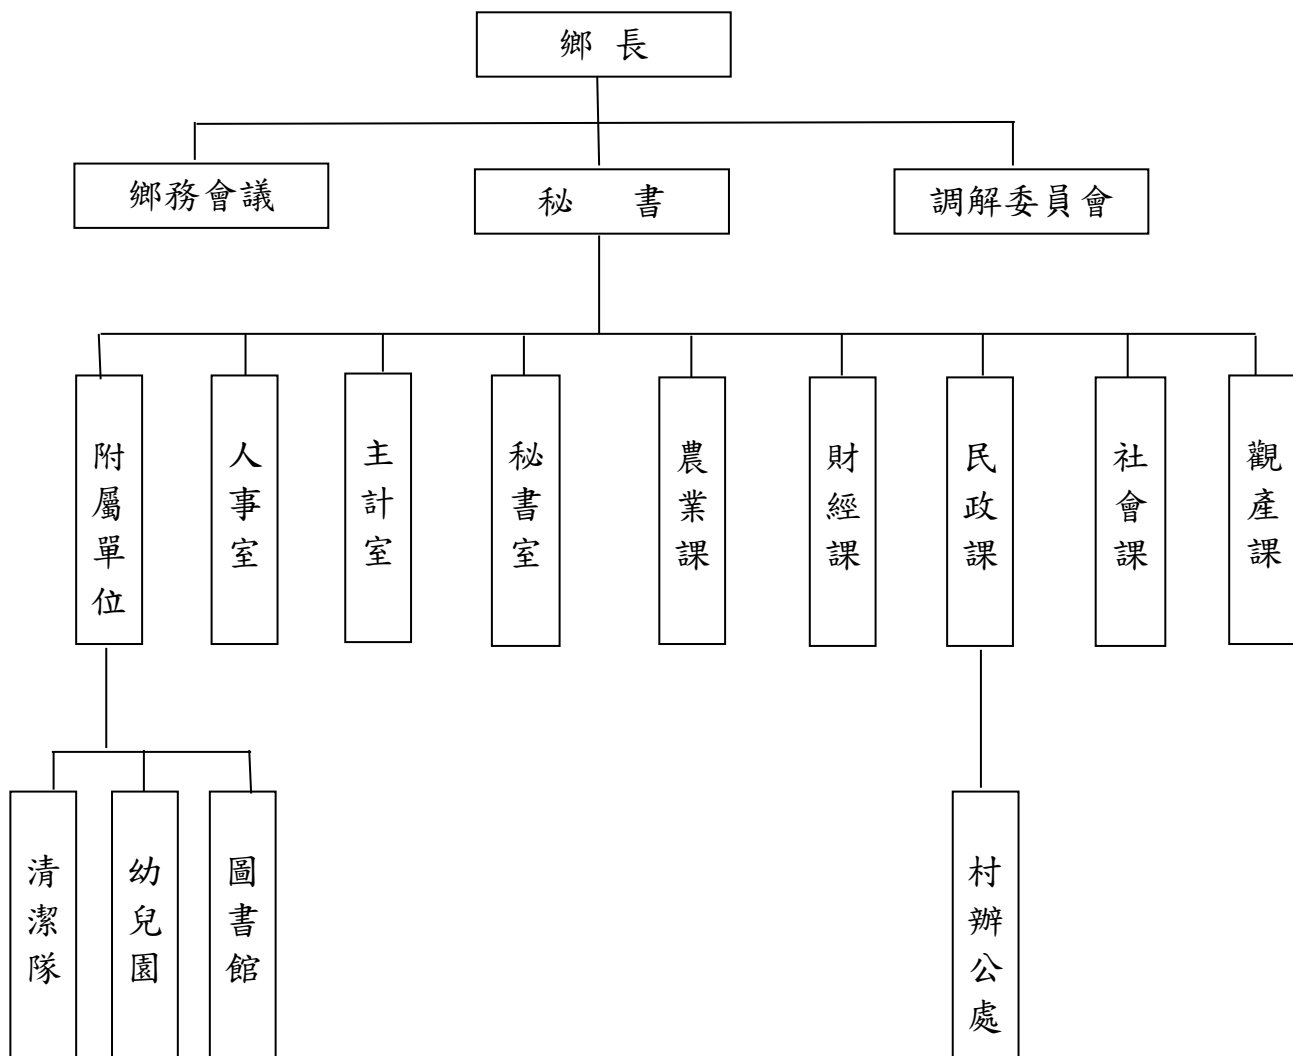 鄉 長
鄉務會議
秘 書
調解委員會
附屬單位
人事室
主計室
秘書室
農業課
財經課
民政課
社會課
觀產課
清潔隊
幼兒園
圖書館
村辦公處